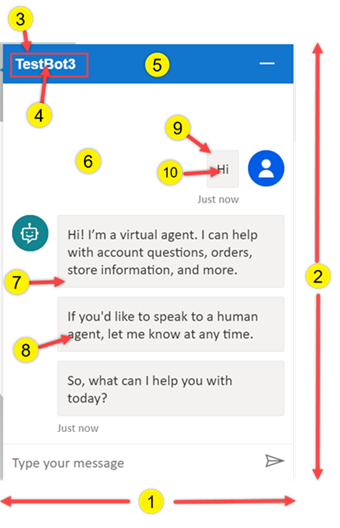 3
TestBot3
5
4
9
6
10
Hi
Just now
Hi! I'm a virtual agent. I can help
with account questions, orders,
store information, and more.
7
2
If you'd like to speak to a human
agent, let me know at any time.
8
So, what can I help you with
today?
Just now
Type your message
1